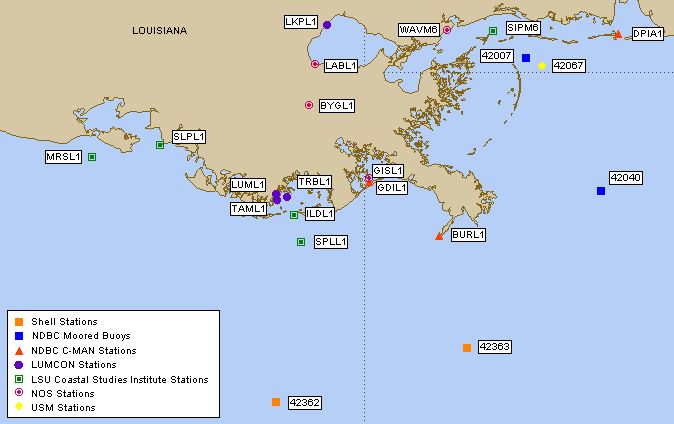 LKPL1
LOUISIANA
WAVM6
SIPM6
DPIA1
42007
LABL1
42067
BYGL1
SLPL1
MRSL1
GISL1
42040
LUML1
TRBL1
GDIL1
TAML1
ILDL1
SPLL1
BURL1
Shell Stations
NDBC Moored Buoys
NDBC C-MAN Stations
LUMCON Stations
LSU Coastal Studies Institute Stations
NOS Stations
USM Stations
42363
42362